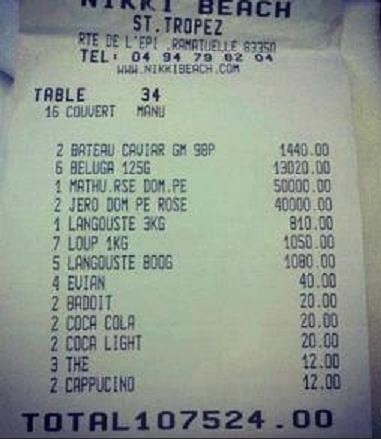 NIKKI BEACH
ST.TROPEZ
RTE DE L'EPI .RAMATUELLE 83350
TEL: 04 94 79 82 04
WWW.NIKKIBEACH.COM
TABLE 34
16 COUVERT MANU
2 BATEAU CAVIAR GM 98P 1440.00
6 BELUGA 125G 13020.00
1 MATHU.RSE DOM.PE 50000.00
2 JERO DOM PE ROSE 40000.00
1 LANGOUSTE 3KG 810.00
7 LOUP 1KG 1050.00
5 LANGOUSTE 800G 1080.00
4 EVIAN 40.00
2 BADOIT 20.00
2 COCA COLA 20.00
2 COCA LIGHT 20.00
3 THE 12.00
2 CAPPUCINO 12.00
TOTAL107524.00